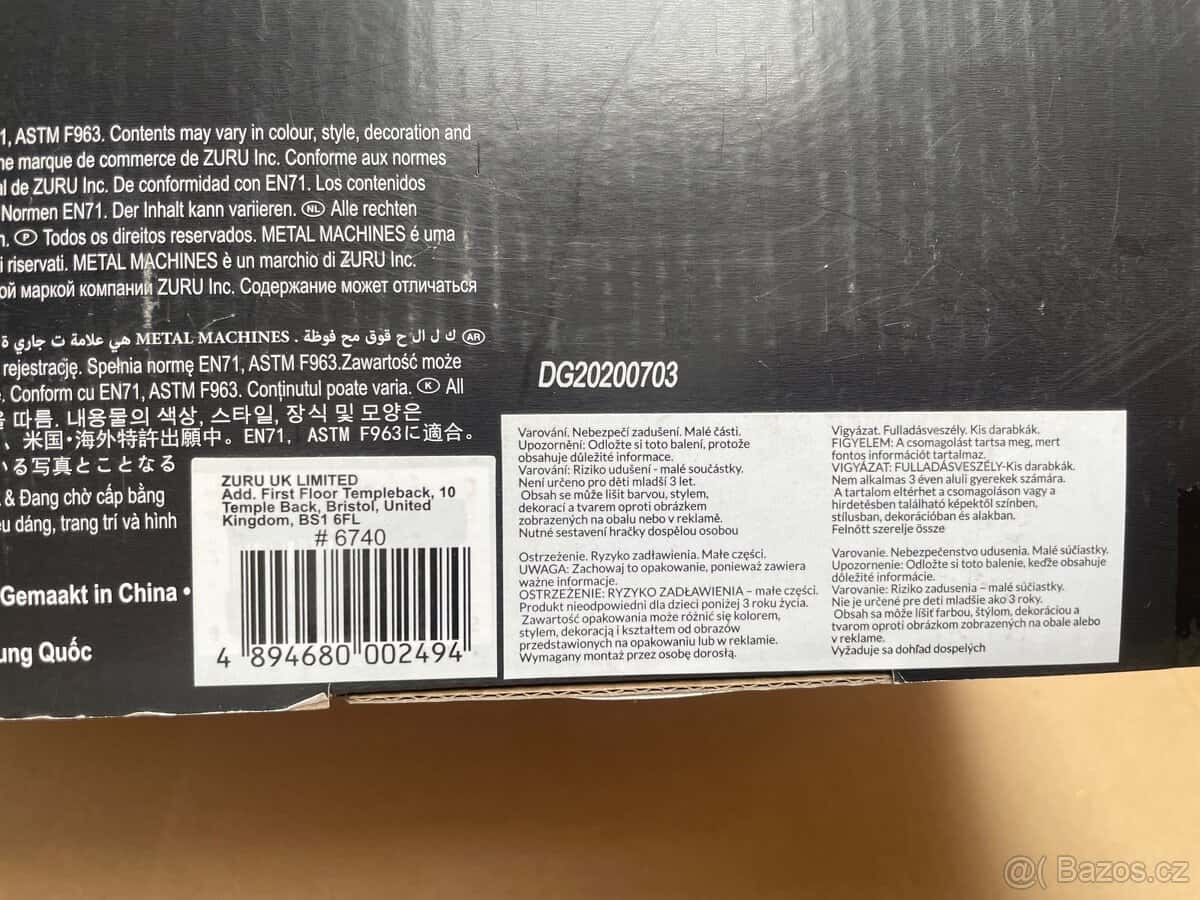 1, ASTM F963. Contents may vary in colour, style, decoration and
ne marque de commerce de ZURU Inc. Conforme aux normes
al de ZURU Inc. De conformidad con EN71. Los contenidos
Normen EN71. Der Inhalt kann variieren. NL Alle rechten
n. P Todos os direitos reservados. METAL MACHINES é uma
i riservati. METAL MACHINES è un marchio di ZURU Inc.
ой маркой компании ZURU Inc. Содержание может отличаться
ك ل ال ح قوق مح فوظة . METAL MACHINES هي علامة ت جاري ة AR
rejestrację. Spełnia normę EN71, ASTM F963.Zawartość może
. Conform cu EN71, ASTM F963. Conținutul poate varia. K All
을 따름. 내용물의 색상, 스타일, 장식 및 모양은
、米国・海外特許出願中。EN71, ASTM F963に適合。
いる写真とことなる
& Đang chờ cấp bằng
ểu dáng, trang trí và hình
Gemaakt in China •
ung Quốc
ZURU UK LIMITED
Add. First Floor Templeback, 10
Temple Back, Bristol, United
Kingdom, BS1 6FL
# 6740
4 894680 002494
DG20200703
Varování. Nebezpečí zadušení. Malé části.
Upozornění: Odložte si toto balení, protože
obsahuje důležité informace.
Varování: Riziko udušení - malé součástky.
Není určeno pro děti mladší 3 let.
Obsah se může lišit barvou, stylem,
dekorací a tvarem oproti obrázkem
zobrazených na obalu nebo v reklamě.
Nutné sestavení hračky dospělou osobou
Ostrzeżenie. Ryzyko zadławienia. Małe części.
UWAGA: Zachowaj to opakowanie, ponieważ zawiera
ważne informacje.
OSTRZEŻENIE: RYZYKO ZADŁAWIENIA – małe części.
Produkt nieodpowiedni dla dzieci poniżej 3 roku życia.
Zawartość opakowania może różnić się kolorem,
stylem, dekoracją i kształtem od obrazów
przedstawionych na opakowaniu lub w reklamie.
Wymagany montaż przez osobę dorosłą.
Vigyázat. Fulladásveszély. Kis darabkák.
FIGYELEM: A csomagolást tartsa meg, mert
fontos információt tartalmaz.
VIGYÁZAT: FULLADÁSVESZÉLY-Kis darabkák.
Nem alkalmas 3 éven aluli gyerekek számára.
A tartalom eltérhet a csomagoláson vagy a
hirdetésben található képektől színben,
stílusban, dekorációban és alakban.
Felnőtt szerelje össze
Varovanie. Nebezpečenstvo udusenia. Malé súčiastky.
Upozornenie: Odložte si toto balenie, keďže obsahuje
dôležité informácie.
Varovanie: Riziko zadusenia – malé súčiastky.
Nie je určené pre deti mladšie ako 3 roky.
Obsah sa môže líšiť farbou, štýlom, dekoráciou a
tvarom oproti obrázkom zobrazených na obale alebo
v reklame.
Vyžaduje sa dohľad dospelých
@( Bazos.cz